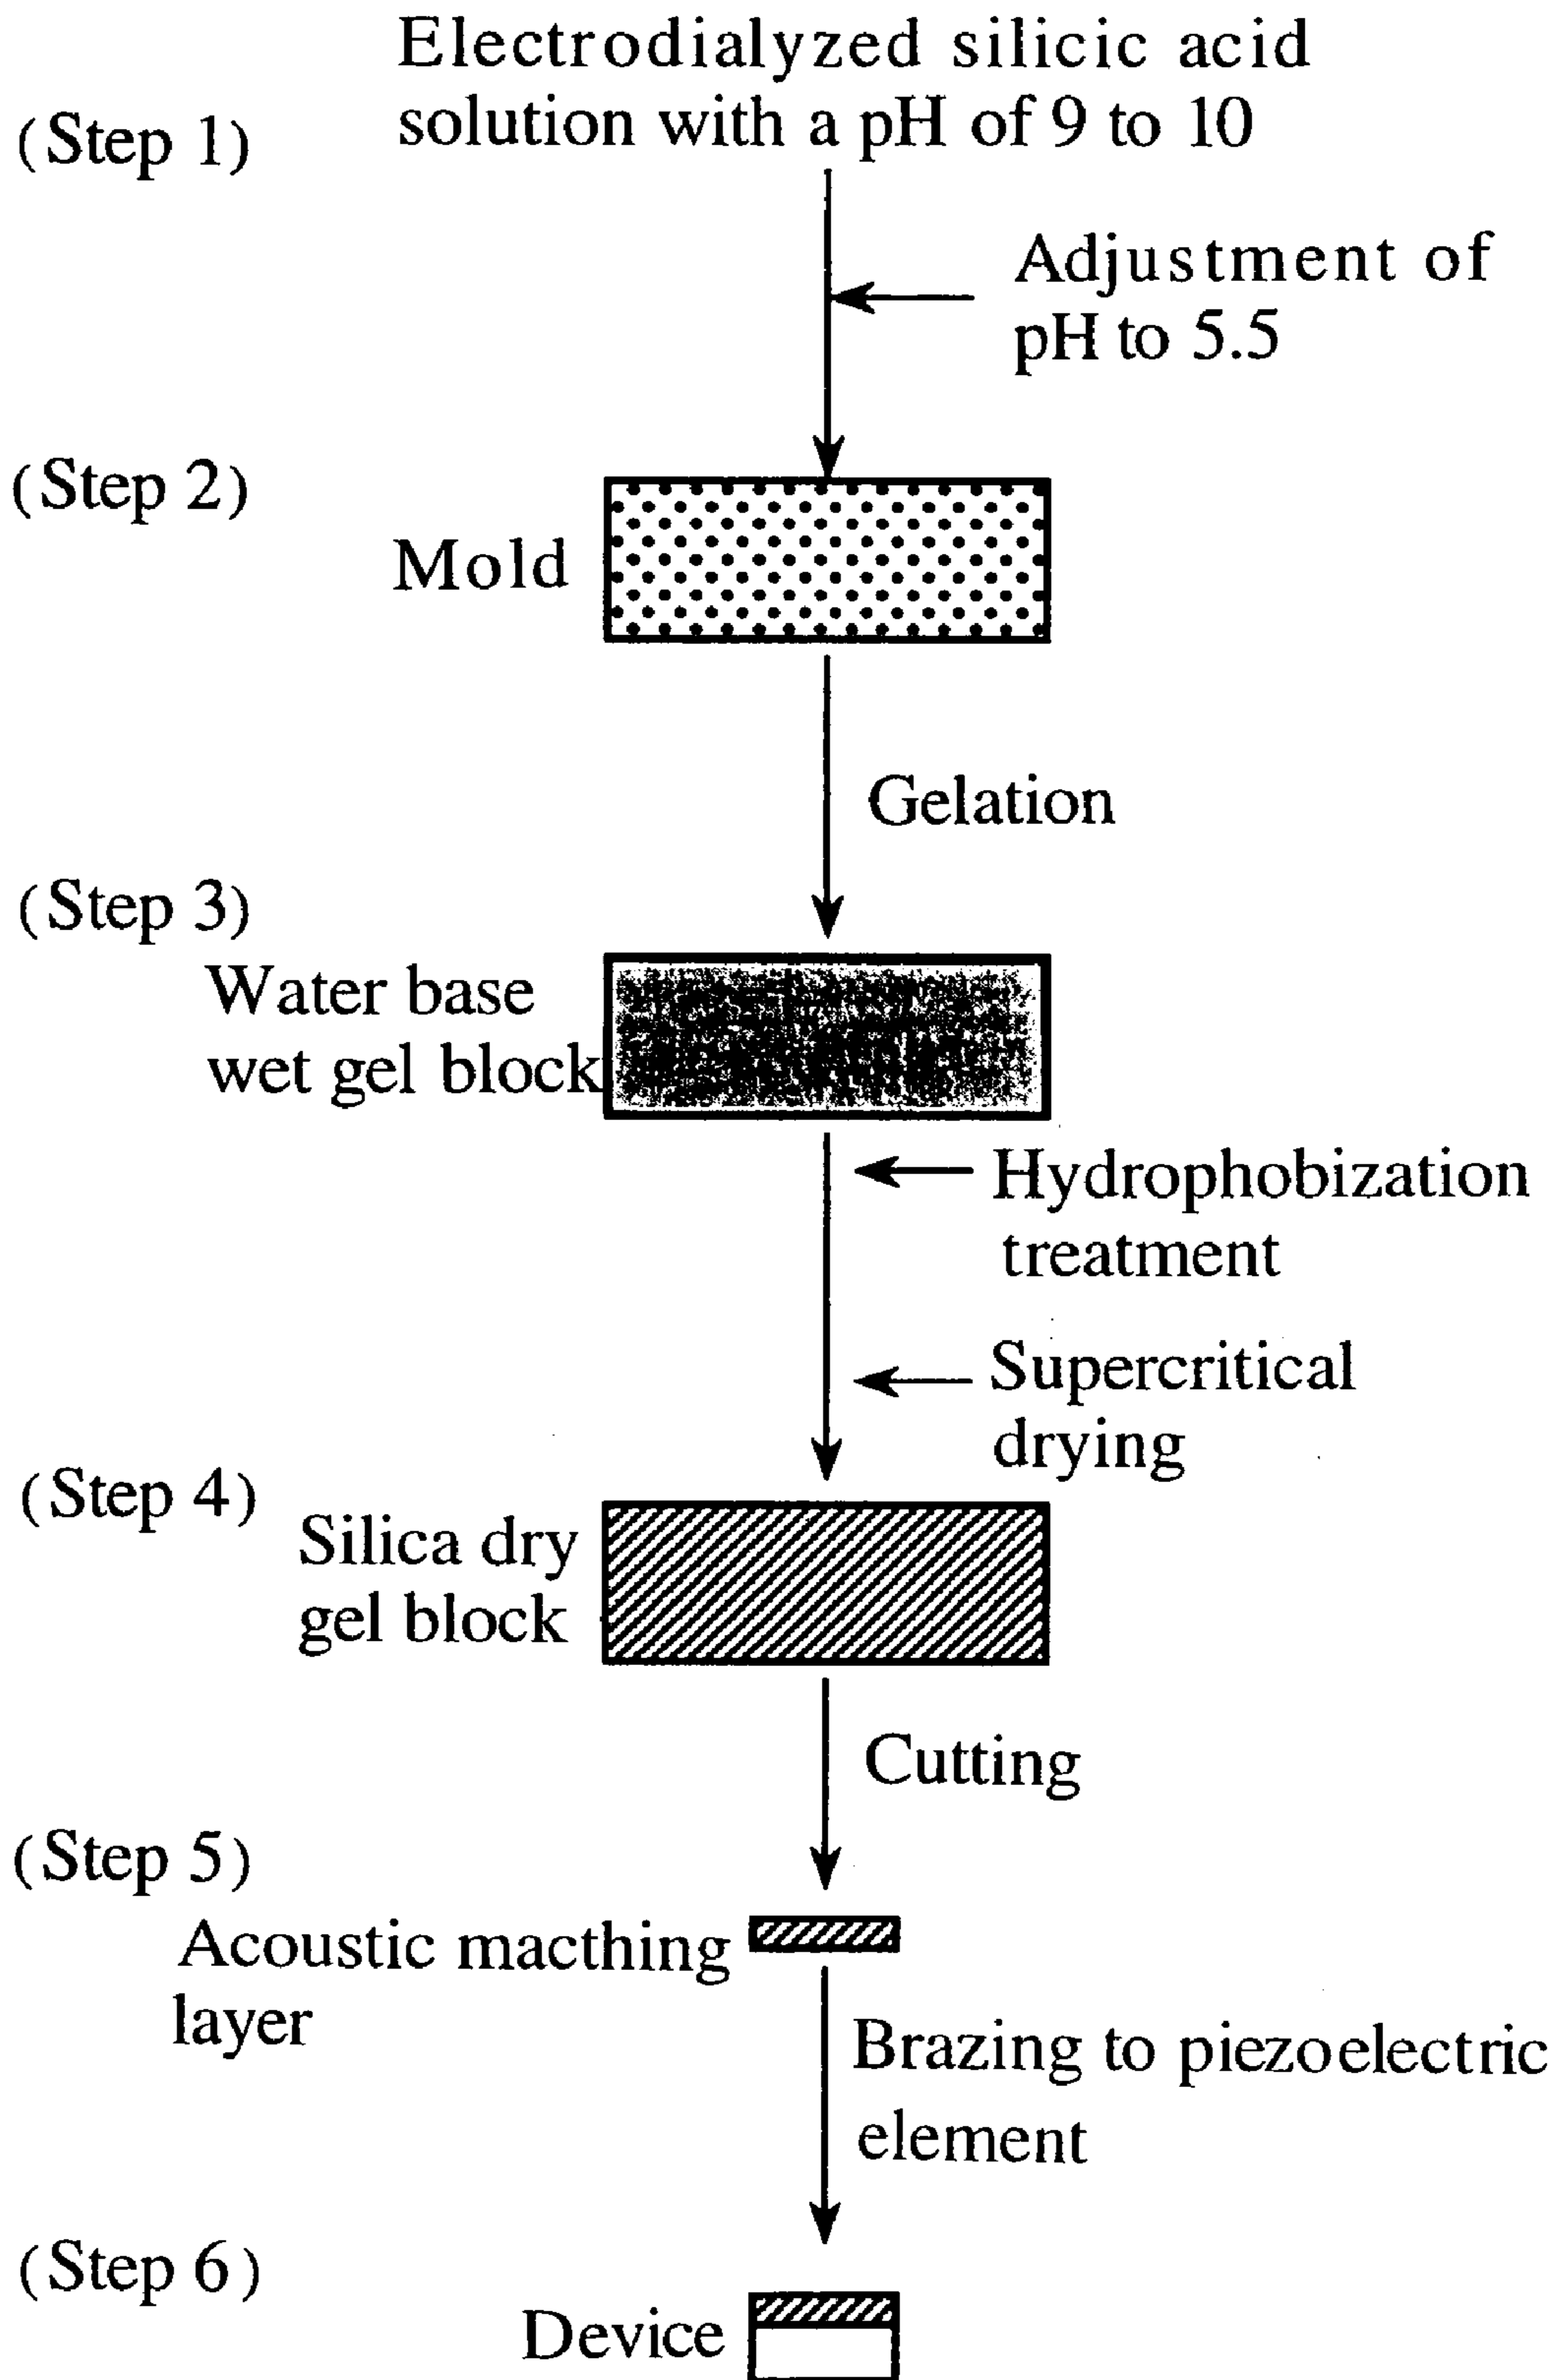 Electrodialyzed silicic acid
(Step 1) solution with a pH of 9 to 10
Adjustment of
pH to 5.5
(Step 2)
Mold
Gelation
(Step 3)
Water base
wet gel block
Hydrophobization
treatment
Supercritical
drying
(Step 4)
Silica dry
gel block
Cutting
(Step 5)
Acoustic macthing
layer
Brazing to piezoelectric
element
(Step 6)
Device